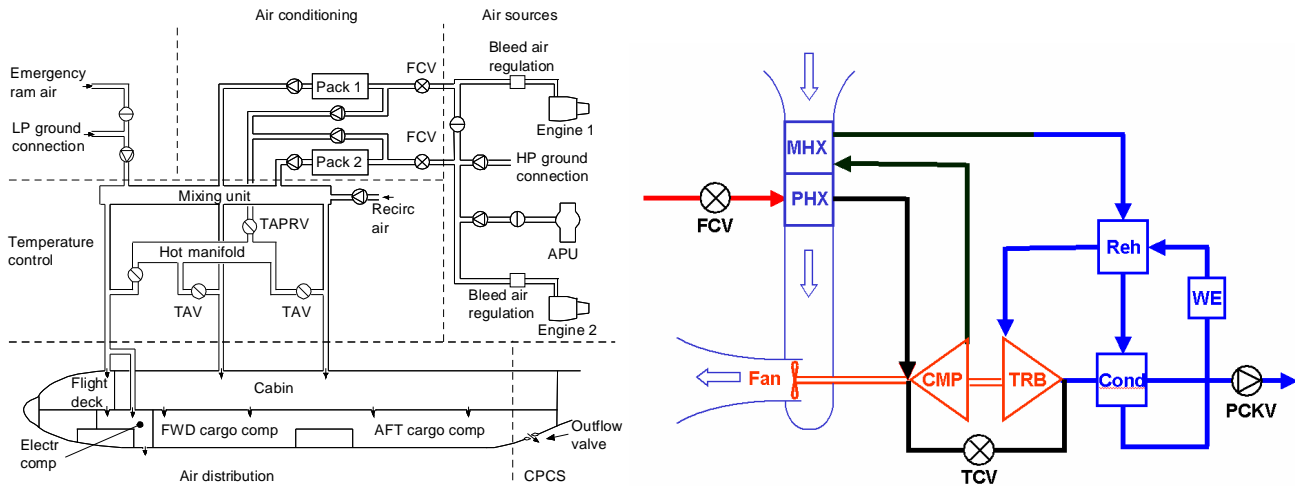 Air conditioning
Air sources
Emergency
ram air
LP ground
connection
Pack 1
FCV
Bleed air
regulation
Engine 1
FCV
Pack 2
HP ground
connection
Mixing unit
Recirc
air
TAPRV
Temperature
control
Hot manifold
APU
TAV
TAV
Bleed air
regulation
Engine 2
Flight
deck
Cabin
FWD cargo comp
AFT cargo comp
Electr
comp
Outflow
valve
Air distribution
CPCS
MHX
PHX
FCV
Reh
WE
Fan
CMP
TRB
Cond
PCKV
TCV